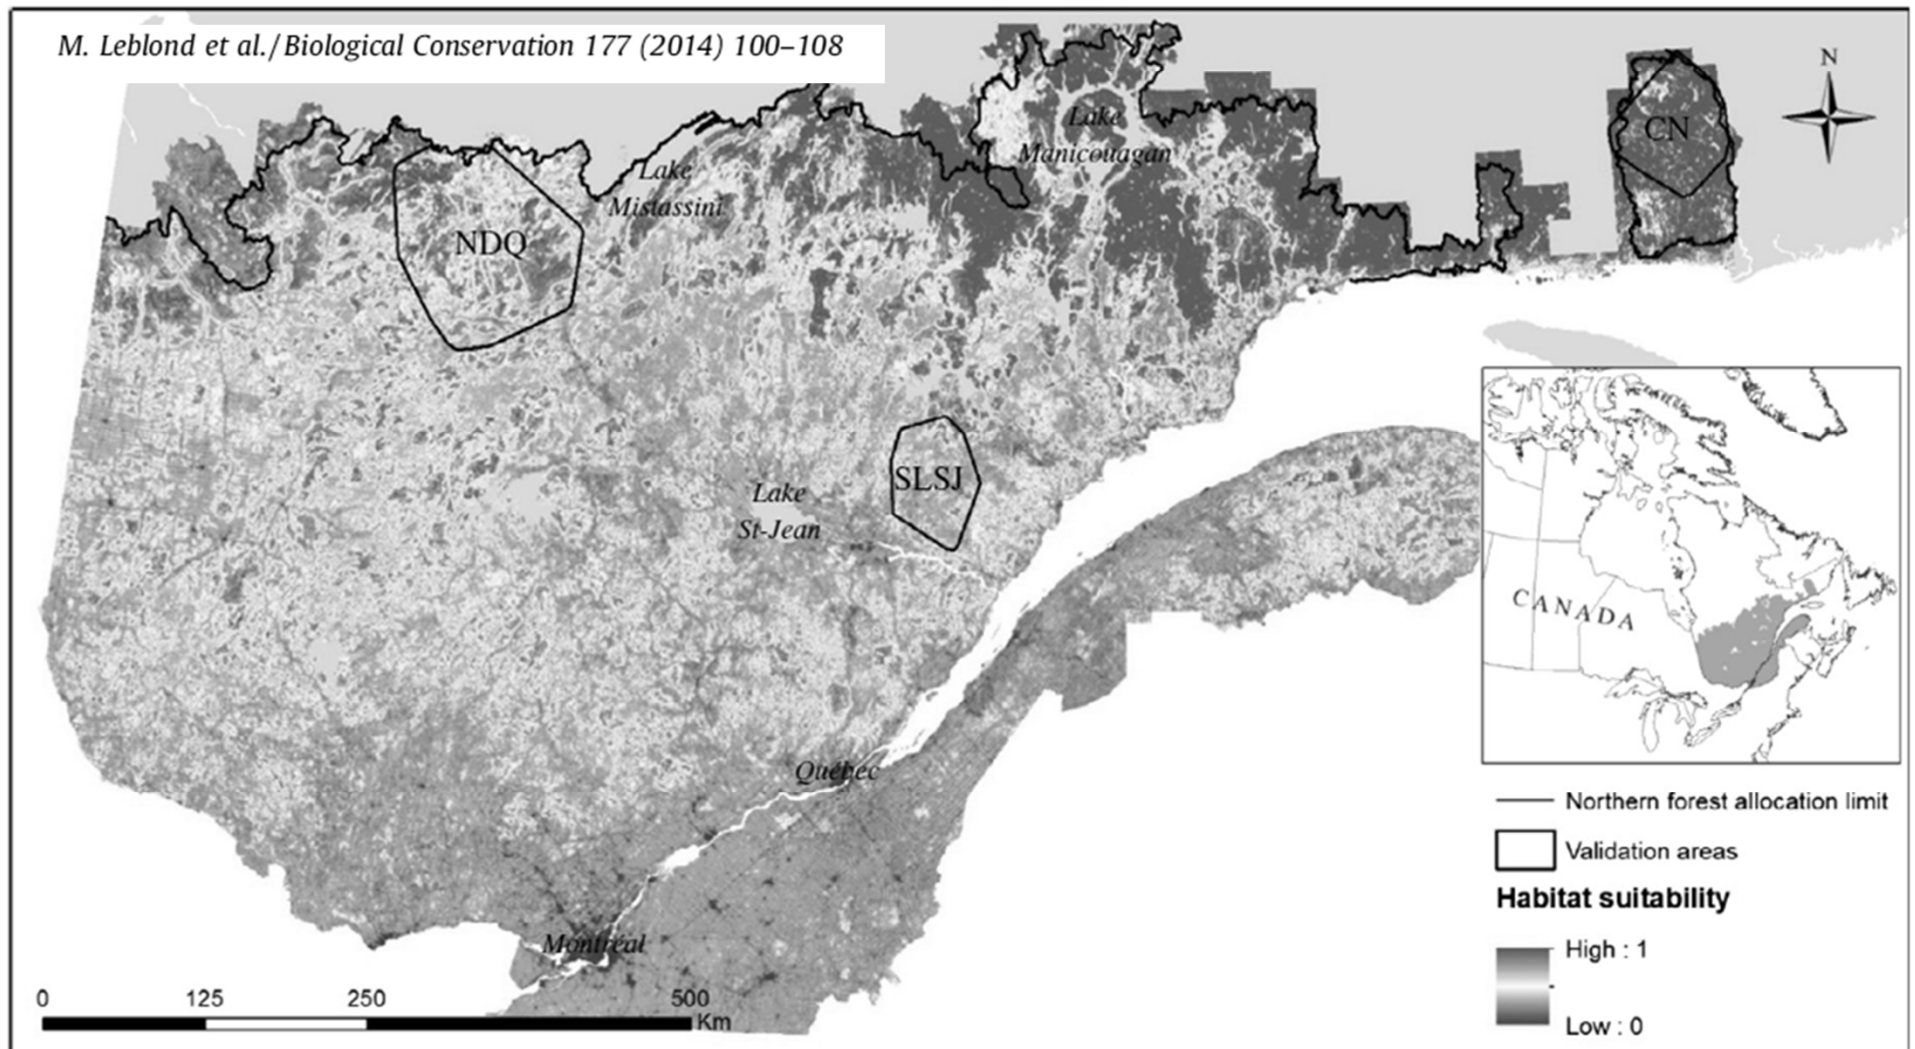 M. Leblond et al./Biological Conservation 177 (2014) 100–108
N
Lake
Manicouagan
CN
Lake
Mistassini
NDQ
SLSJ
Lake
St-Jean
CANADA
Québec
Montréal
Northern forest allocation limit
Validation areas
Habitat suitability
High : 1
Low : 0
0 125 250 500
Km